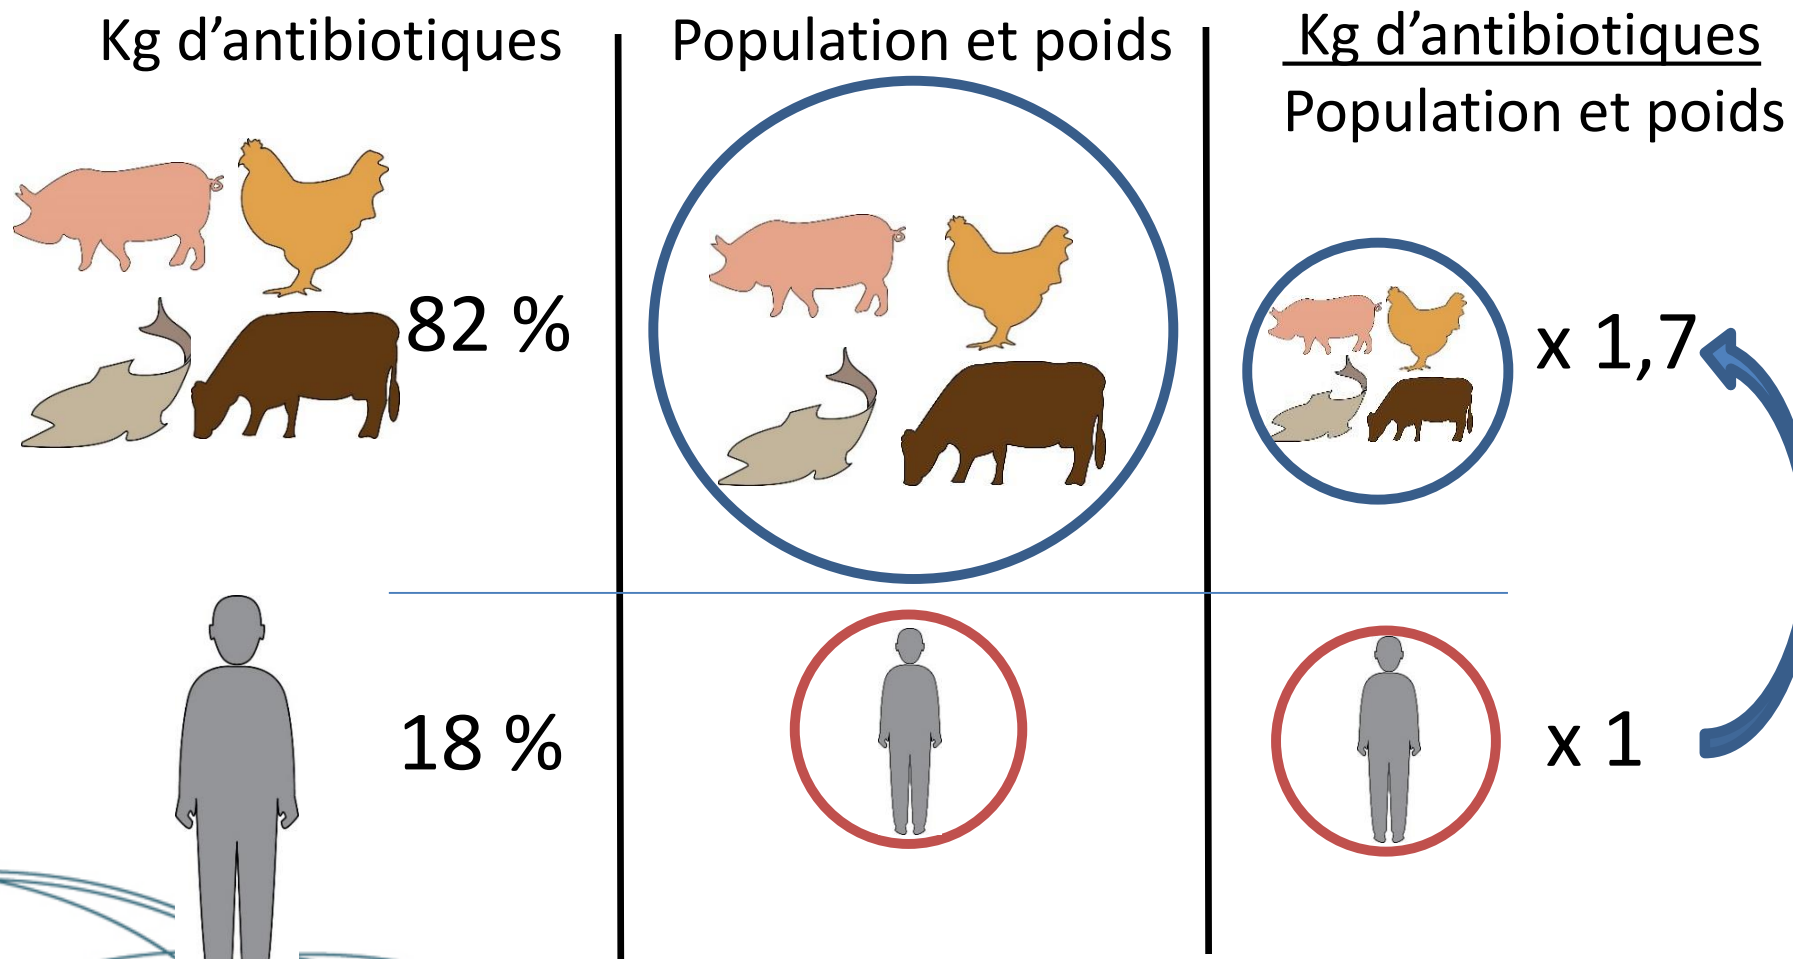 Kg d’antibiotiques
Population et poids
Kg d’antibiotiques
Population et poids
82 %
x 1,7
18 %
x 1